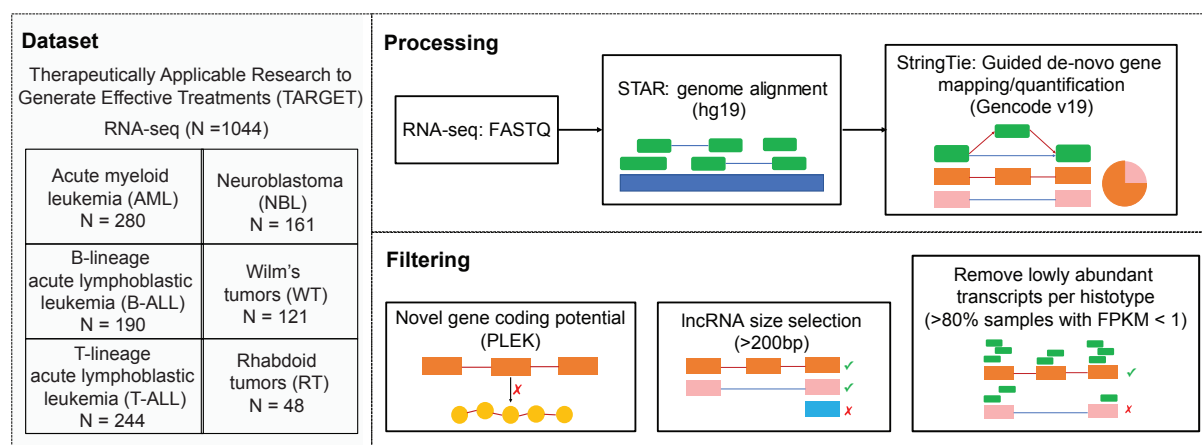 Dataset
Therapeutically Applicable Research to
Generate Effective Treatments (TARGET)
RNA-seq (N =1044)
Acute myeloid
leukemia (AML)
N = 280
Neuroblastoma
(NBL)
N = 161
B-lineage
acute lymphoblastic
leukemia (B-ALL)
N = 190
Wilm's
tumors (WT)
N = 121
T-lineage
acute lymphoblastic
leukemia (T-ALL)
N = 244
Rhabdoid
tumors (RT)
N = 48
Processing
RNA-seq: FASTQ
STAR: genome alignment
(hg19)
StringTie: Guided de-novo gene
mapping/quantification
(Gencode v19)
Filtering
Novel gene coding potential
(PLEK)
✗
lncRNA size selection
(>200bp)
✓
✓
✗
Remove lowly abundant
transcripts per histotype
(>80% samples with FPKM < 1)
✓
✗